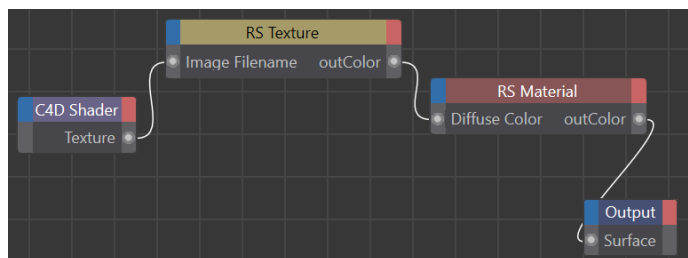 RS Texture
Image Filename outColor
RS Material
C4D Shader
Diffuse Color outColor
Texture
Output
Surface